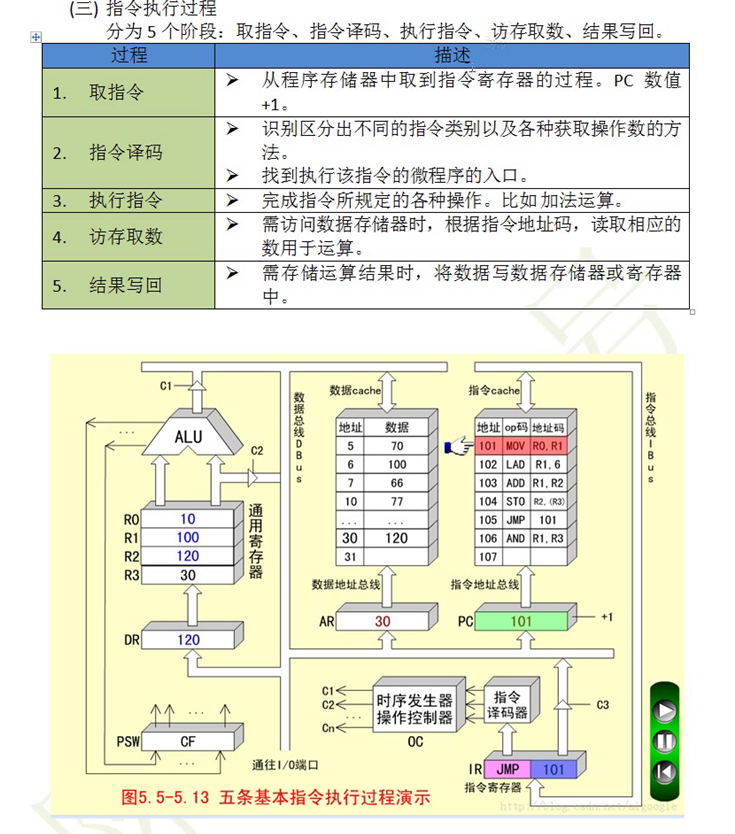 (三) 指令执行过程
分为 5 个阶段：取指令、指令译码、执行指令、访存取数、结果写回。
过程 描述
1. 取指令
➢ 从程序存储器中取到指令寄存器的过程。PC 数值
+1。
2. 指令译码
➢ 识别区分出不同的指令类别以及各种获取操作数的方
法。
➢ 找到执行该指令的微程序的入口。
3. 执行指令
➢ 完成指令所规定的各种操作。比如加法运算。
4. 访存取数
➢ 需访问数据存储器时，根据指令地址码，读取相应的
数用于运算。
5. 结果写回
➢ 需存储运算结果时，将数据写数据存储器或寄存器
中。
C1
ALU
C2
数据总线DBus
数据cache
指令cache
指令总线IBus
地址 数据
5 70
6 100
7 66
10 77
... ...
30 120
31
地址 op码 地址码
101 MOV R0,R1
102 LAD R1,6
103 ADD R1,R2
104 STO R2,(R3)
105 JMP 101
106 AND R1,R3
107
R0 10
R1 100
R2 120
R3 30
通用寄存器
数据地址总线
指令地址总线
AR 30
PC 101
+1
DR 120
...
PSW CF
...
...
通往I/O端口
C1
C2
...
Cn
时序发生器
操作控制器
OC
指令
译码器
C3
IR JMP 101
指令寄存器
图5.5-5.13 五条基本指令执行过程演示